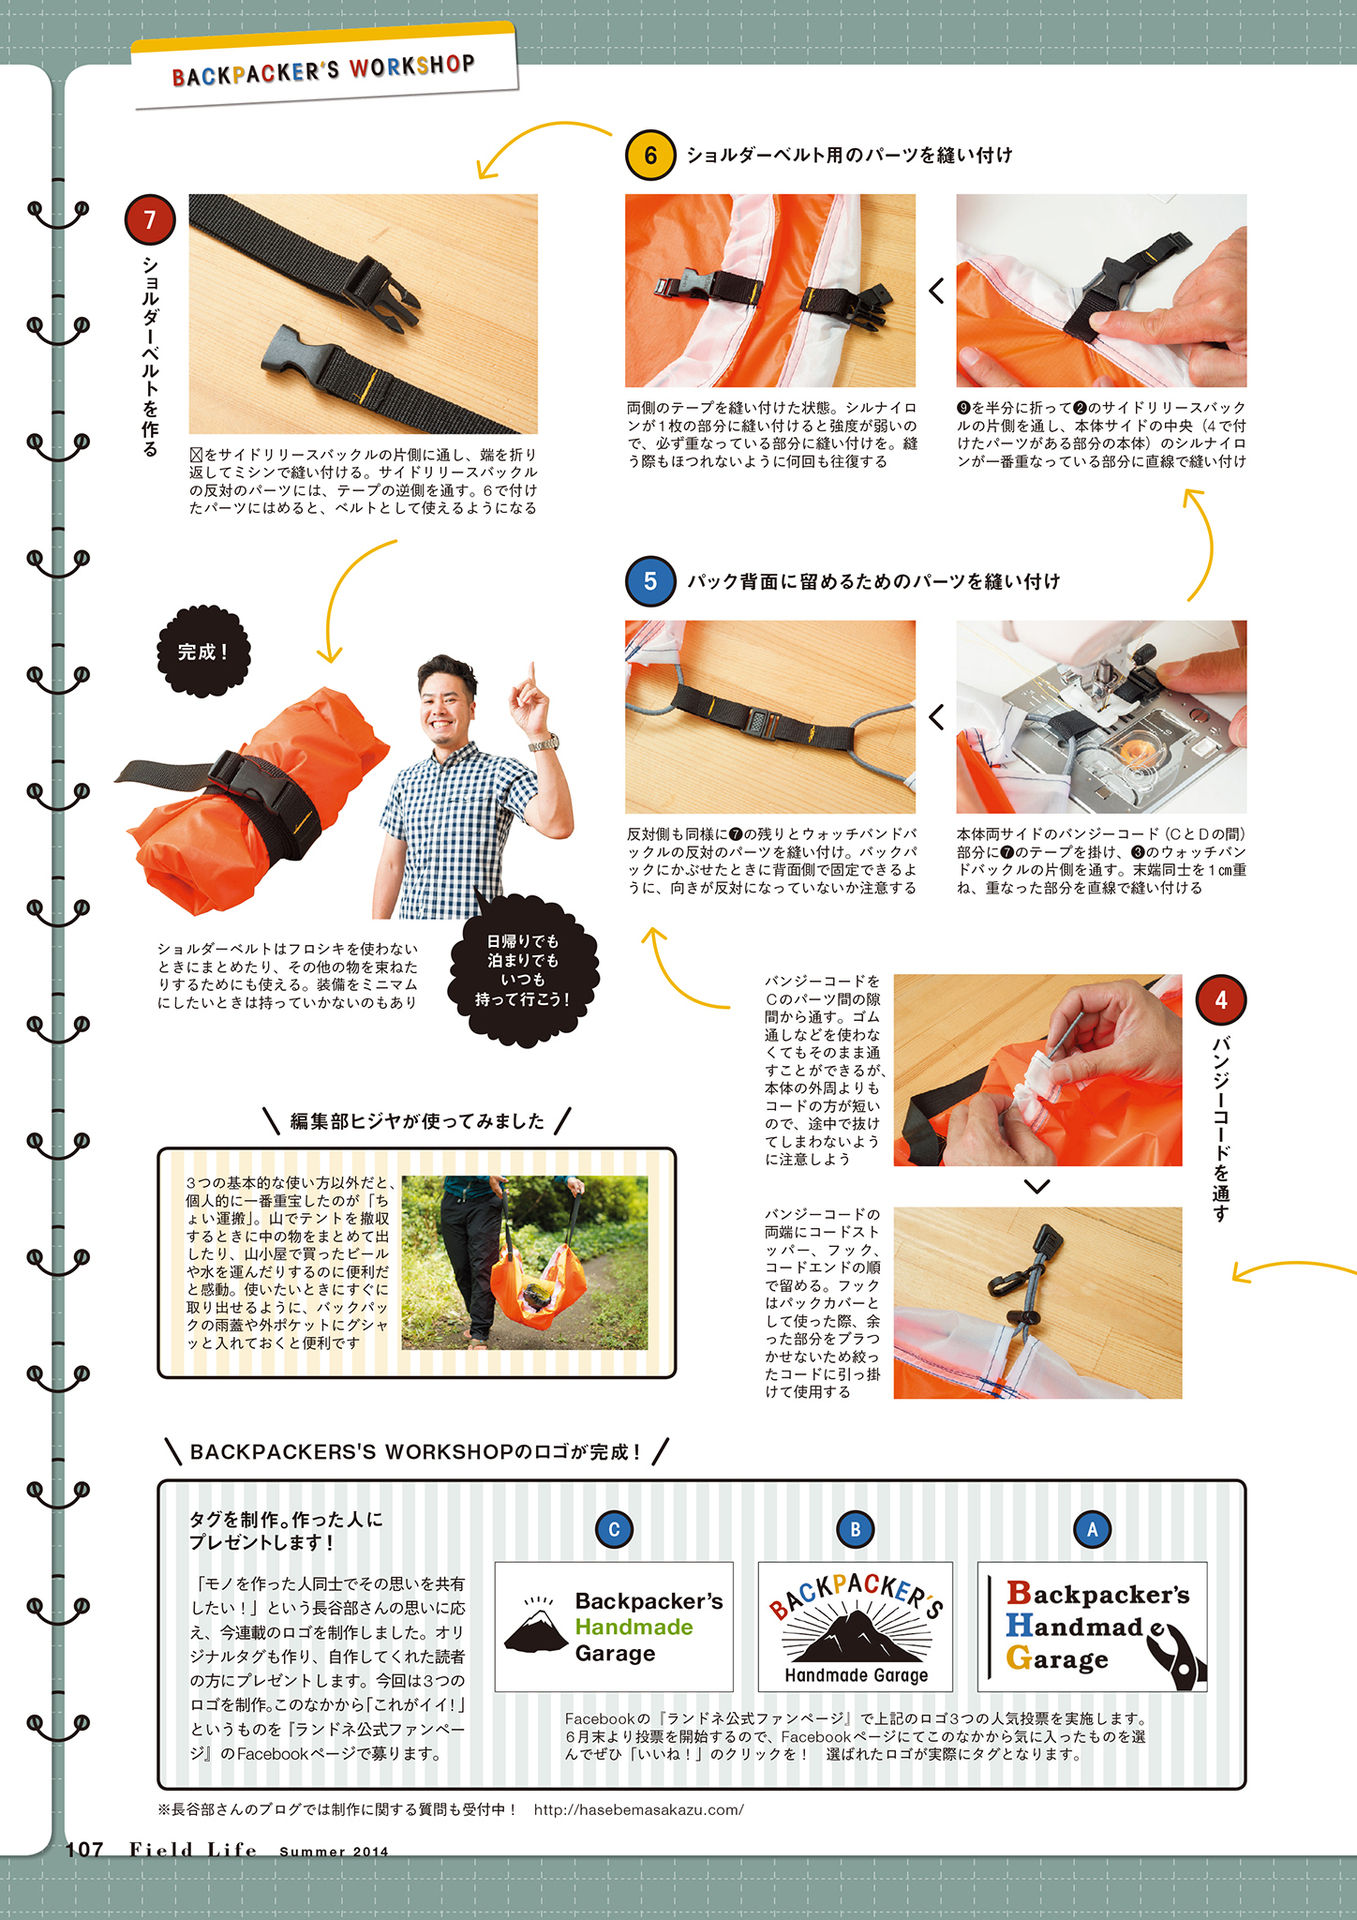 BACKPACKER'S WORKSHOP
4
バンジーコードを通す
バンジーコードを
Cのパーツ間の隙
間から通す。ゴム
通しなどを使わな
くてもそのまま通
すことができるが、
本体の外周よりも
コードの方が短い
ので、途中で抜け
てしまわないよう
に注意しよう
バンジーコードの
両端にコードスト
ッパー、フック、
コードエンドの順
で留める。フック
はパックカバーと
して使った際、余
った部分をブラつ
かせないため絞っ
たコードに引っ掛
けて使用する
5
パック背面に留めるためのパーツを縫い付け
本体両サイドのバンジーコード（CとDの間）
部分に❼のテープを掛け、❸のウォッチバン
ドバックルの片側を通す。末端同士を1㎝重
ね、重なった部分を直線で縫い付ける
反対側も同様に❼の残りとウォッチバンドバ
ックルの反対のパーツを縫い付け。バックパ
ックにかぶせたときに背面側で固定できるよ
うに、向きが反対になっていないか注意する
6
ショルダーベルト用のパーツを縫い付け
❾を半分に折って❷のサイドリリースバック
ルの片側を通し、本体サイドの中央（4で付
けたパーツがある部分の本体）のシルナイロ
ンが一番重なっている部分に直線で縫い付け
両側のテープを縫い付けた状態。シルナイロ
ンが1枚の部分に縫い付けると強度が弱いの
で、必ず重なっている部分に縫い付けを。縫
う際もほつれないように何回も往復する
7
ショルダーベルトを作る
☒をサイドリリースバックルの片側に通し、端を折り
返してミシンで縫い付ける。サイドリリースバックル
の反対のパーツには、テープの逆側を通す。6で付け
たパーツにはめると、ベルトとして使えるようになる
完成！
ショルダーベルトはフロシキを使わない
ときにまとめたり、その他の物を束ねた
りするためにも使える。装備をミニマム
にしたいときは持っていかないのもあり
日帰りでも
泊まりでも
いつも
持って行こう！
編集部ヒジヤが使ってみました
3つの基本的な使い方以外だと、
個人的に一番重宝したのが「ち
ょい運搬」。山でテントを撤収
するときに中の物をまとめて出
したり、山小屋で買ったビール
や水を運んだりするのに便利だ
と感動。使いたいときにすぐに
取り出せるように、バックパッ
クの雨蓋や外ポケットにグシャ
ッと入れておくと便利です
BACKPACKERS'S WORKSHOPのロゴが完成！
タグを制作。作った人に
プレゼントします！
「モノを作った人同士でその思いを共有
したい！」という長谷部さんの思いに応
え、今連載のロゴを制作しました。オリ
ジナルタグも作り、自作してくれた読者
の方にプレゼントします。今回は3つの
ロゴを制作。このなかから「これがイイ！」
というものを『ランドネ公式ファンペー
ジ』のFacebookページで募ります。
A
Backpacker's
Handmade
Garage
B
BACKPACKER'S
Handmade Garage
C
Backpacker's
Handmade
Garage
Facebookの『ランドネ公式ファンページ』で上記のロゴ3つの人気投票を実施します。
6月末より投票を開始するので、Facebookページにてこのなかから気に入ったものを選
んでぜひ「いいね！」のクリックを！　選ばれたロゴが実際にタグとなります。
※長谷部さんのブログでは制作に関する質問も受付中！　http://hasebemasakazu.com/
107 Field Life Summer 2014